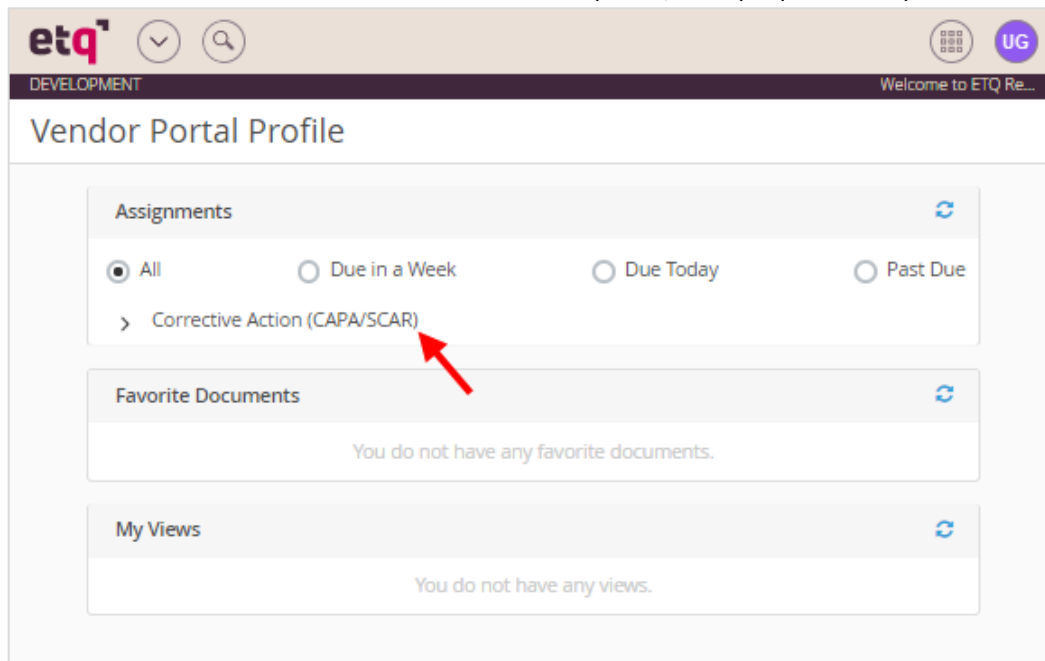 etq
UG
DEVELOPMENT
Welcome to ETQ Re...
Vendor Portal Profile
Assignments
All
Due in a Week
Due Today
Past Due
Corrective Action (CAPA/SCAR)
Favorite Documents
You do not have any favorite documents.
My Views
You do not have any views.